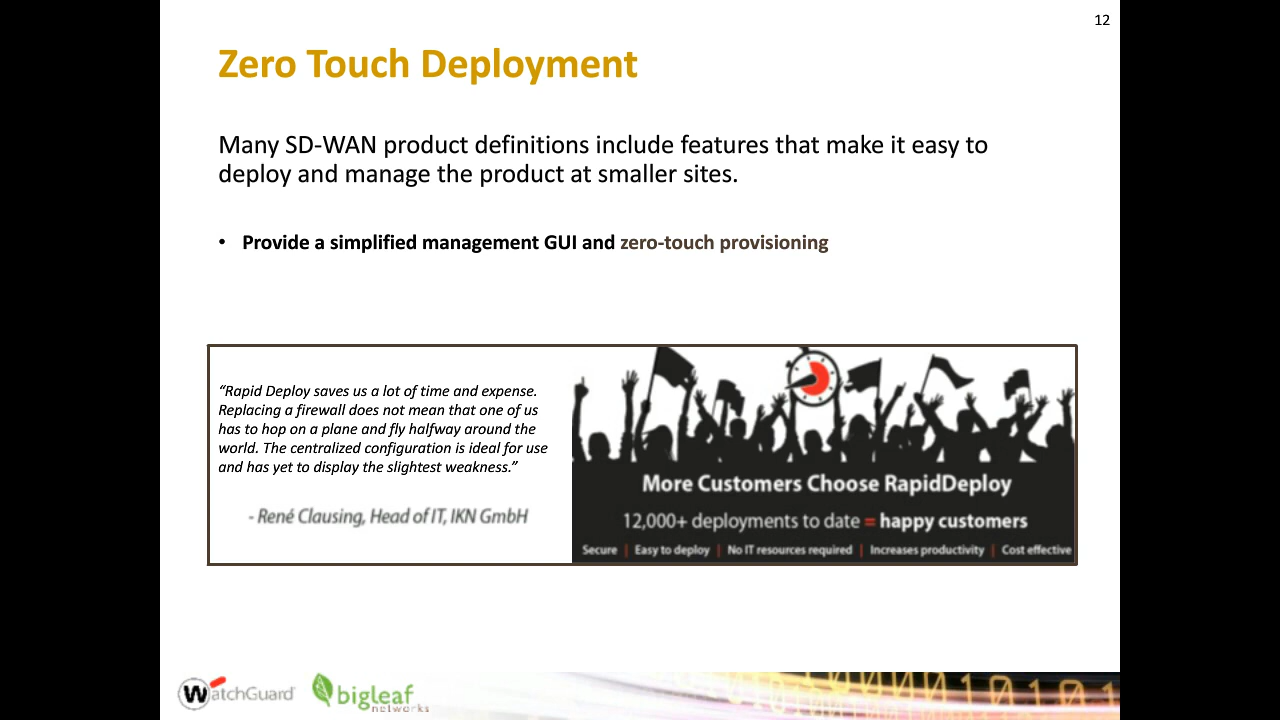 12
Zero Touch Deployment
Many SD-WAN product definitions include features that make it easy to
deploy and manage the product at smaller sites.
• Provide a simplified management GUI and zero-touch provisioning
“Rapid Deploy saves us a lot of time and expense.
Replacing a firewall does not mean that one of us
has to hop on a plane and fly halfway around the
world. The centralized configuration is ideal for use
and has yet to display the slightest weakness.”
- René Clausing, Head of IT, IKN GmbH
More Customers Choose RapidDeploy
12,000+ deployments to date = happy customers
Secure | Easy to deploy | No IT resources required | Increases productivity | Cost effective
WatchGuard bigleaf
networks